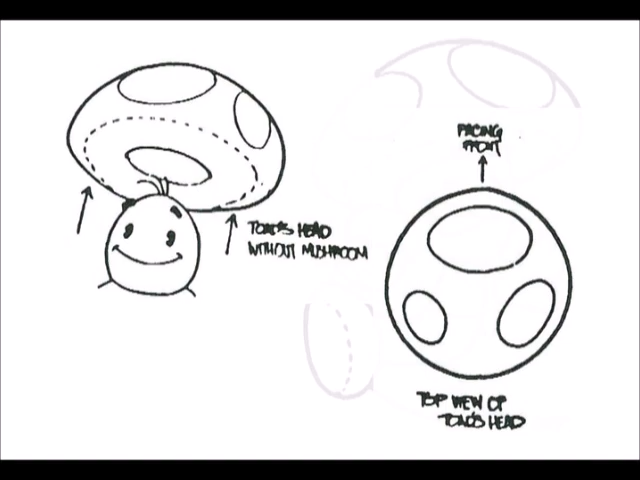 FACING
FRONT
TOAD'S HEAD
WITHOUT MUSHROOM
TOP VIEW OF
TOAD'S HEAD